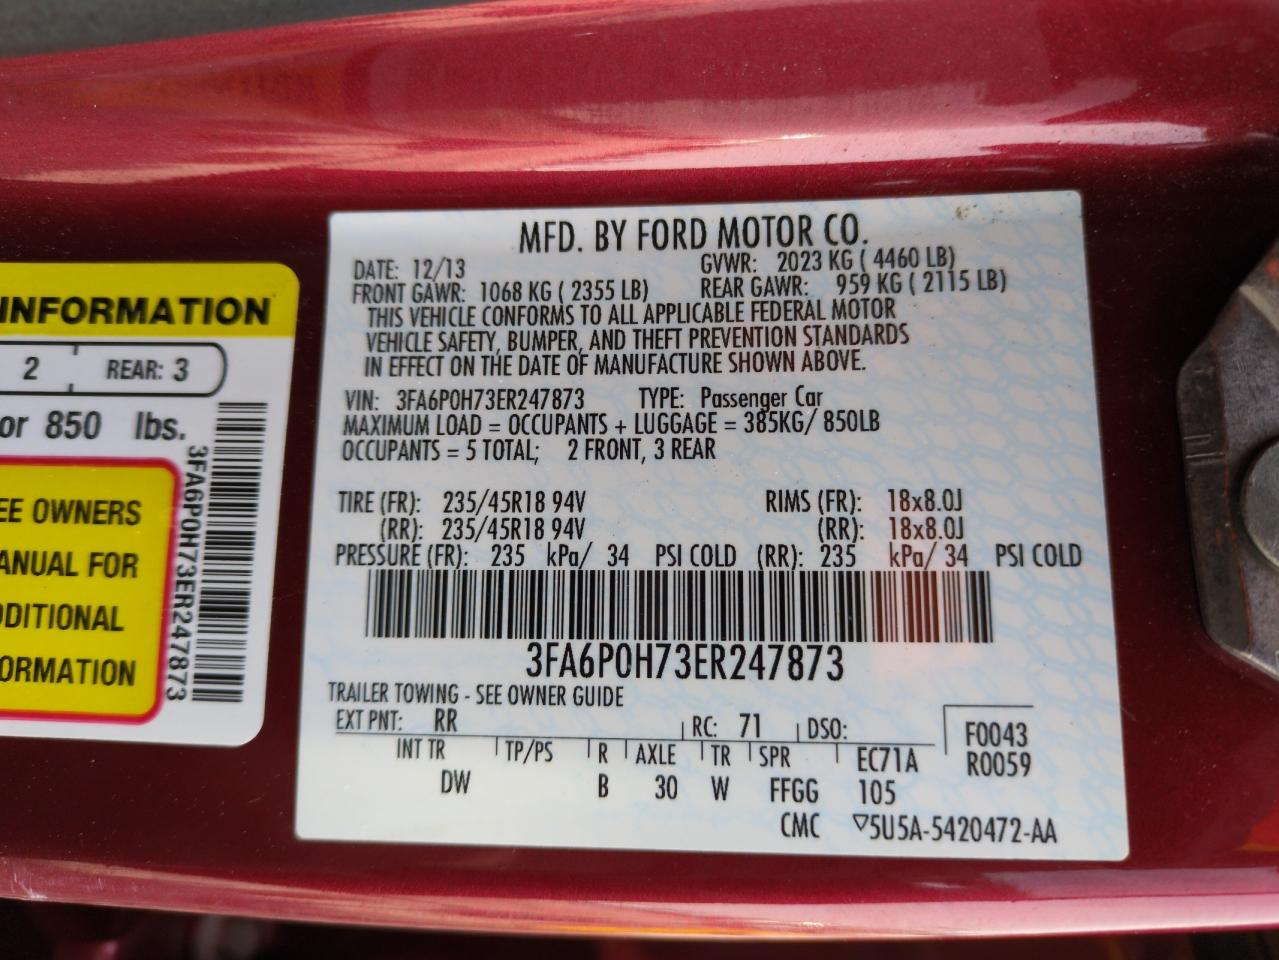 INFORMATION
2 REAR: 3
or 850 lbs.
EE OWNERS
ANUAL FOR
DDITIONAL
ORMATION
3FA6P0H73ER247873
MFD. BY FORD MOTOR CO.
DATE: 12/13 GVWR: 2023 KG ( 4460 LB)
FRONT GAWR: 1068 KG ( 2355 LB) REAR GAWR: 959 KG ( 2115 LB)
THIS VEHICLE CONFORMS TO ALL APPLICABLE FEDERAL MOTOR
VEHICLE SAFETY, BUMPER, AND THEFT PREVENTION STANDARDS
IN EFFECT ON THE DATE OF MANUFACTURE SHOWN ABOVE.
VIN: 3FA6P0H73ER247873 TYPE: Passenger Car
MAXIMUM LOAD = OCCUPANTS + LUGGAGE = 385KG/ 850LB
OCCUPANTS = 5 TOTAL; 2 FRONT, 3 REAR
TIRE (FR): 235/45R18 94V RIMS (FR): 18x8.0J
(RR): 235/45R18 94V (RR): 18x8.0J
PRESSURE (FR): 235 kPa/ 34 PSI COLD (RR): 235 kPa/ 34 PSI COLD
3FA6P0H73ER247873
TRAILER TOWING - SEE OWNER GUIDE
EXT PNT: RR RC: 71 DSO: F0043
INT TR TP/PS R AXLE TR SPR EC71A R0059
DW B 30 W FFGG 105
CMC ▽5U5A-5420472-AA